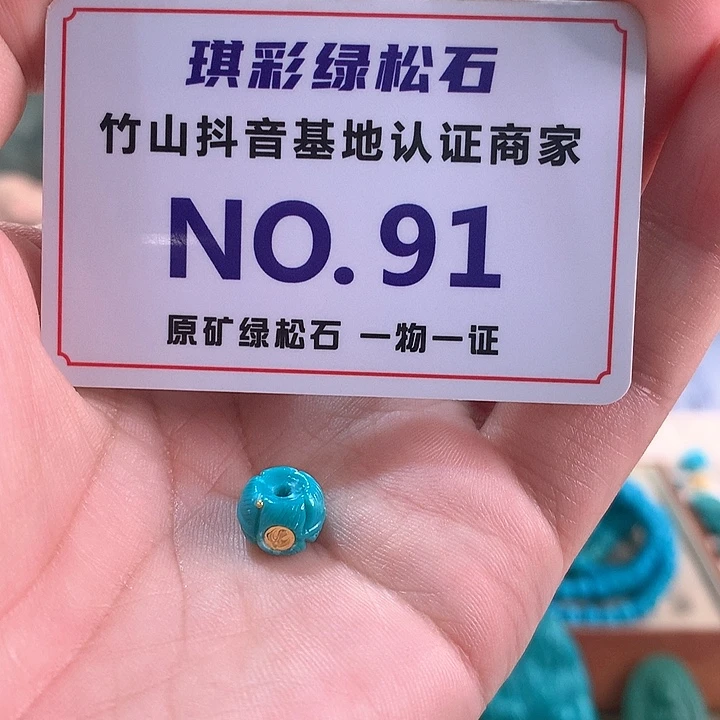 琪彩绿松石
竹山抖音基地认证商家
NO. 91
原矿绿松石 一物一证